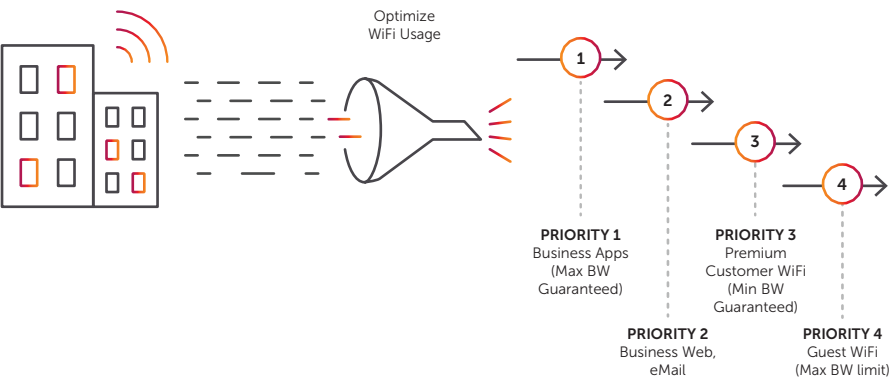 Optimize
WiFi Usage
1
2
3
4
PRIORITY 1
Business Apps
(Max BW
Guaranteed)
PRIORITY 2
Business Web,
eMail
PRIORITY 3
Premium
Customer WiFi
(Min BW
Guaranteed)
PRIORITY 4
Guest WiFi
(Max BW limit)